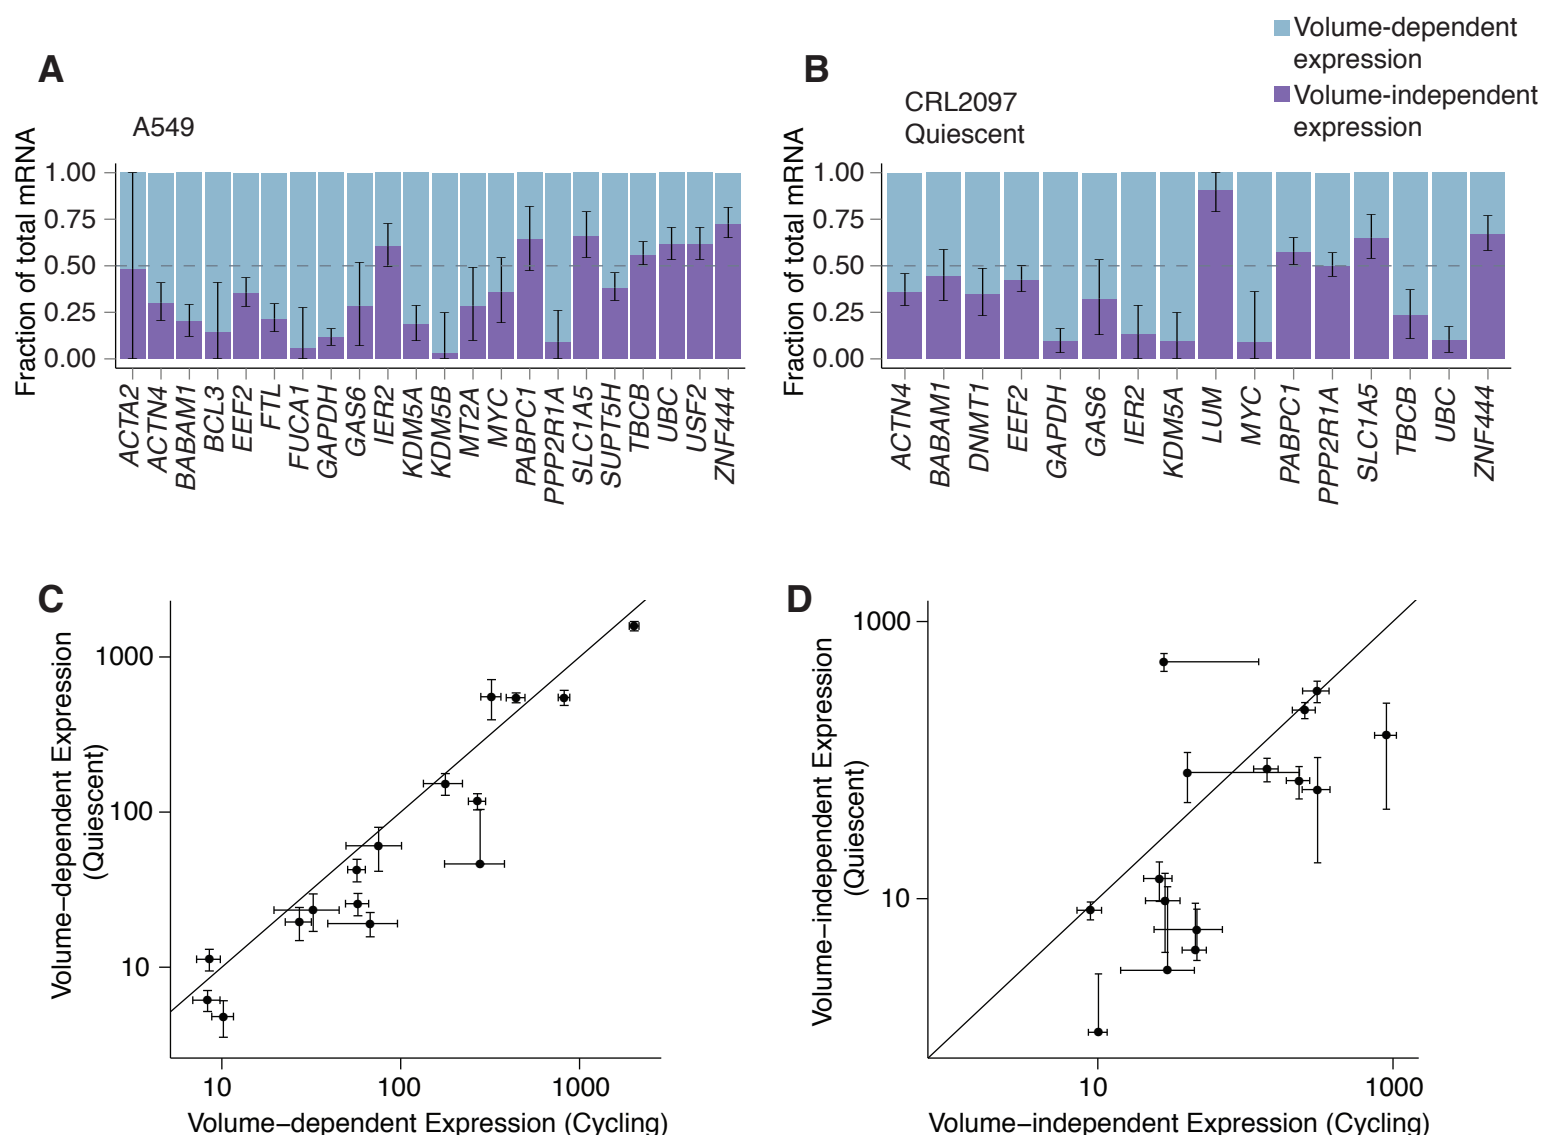 Volume-dependent
expression
Volume-independent
expression
A
A549
Fraction of total mRNA
1.00
0.75
0.50
0.25
0.00
ACTA2
ACTN4
BABAM1
BCL3
EEF2
FTL
FUCA1
GAPDH
GAS6
IER2
KDM5A
KDM5B
MT2A
MYC
PABPC1
PPP2R1A
SLC1A5
SUPT5H
TBCB
UBC
USF2
ZNF444
B
CRL2097
Quiescent
Fraction of total mRNA
1.00
0.75
0.50
0.25
0.00
ACTN4
BABAM1
DNMT1
EEF2
GAPDH
GAS6
IER2
KDM5A
LUM
MYC
PABPC1
PPP2R1A
SLC1A5
TBCB
UBC
ZNF444
C
Volume−dependent Expression
(Quiescent)
1000
100
10
10
100
1000
Volume−dependent Expression (Cycling)
D
Volume−independent Expression
(Quiescent)
1000
10
10
1000
Volume−independent Expression (Cycling)